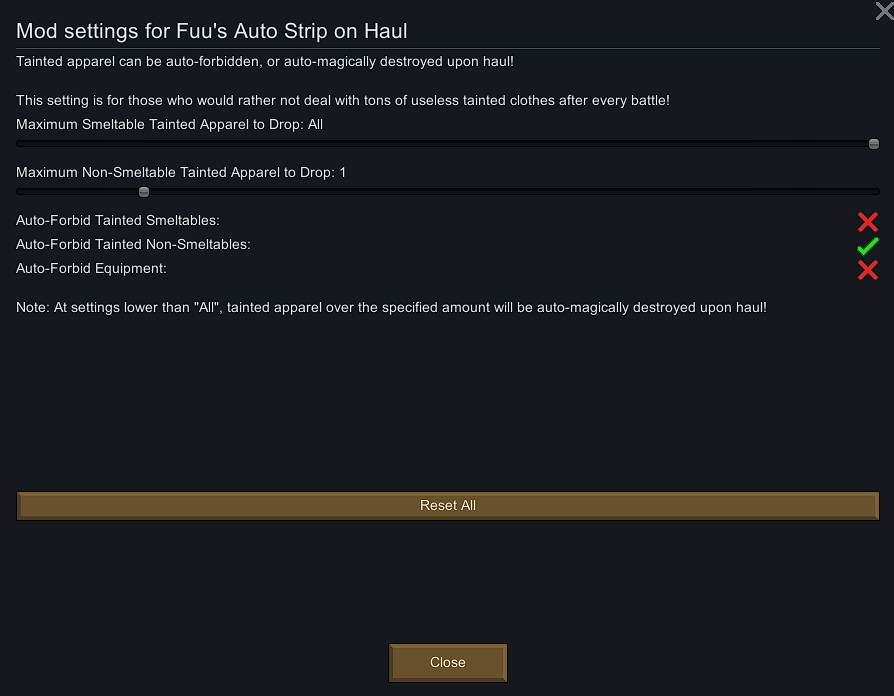 Mod settings for Fuu's Auto Strip on Haul
Tainted apparel can be auto-forbidden, or auto-magically destroyed upon haul!
This setting is for those who would rather not deal with tons of useless tainted clothes after every battle!
Maximum Smeltable Tainted Apparel to Drop: All
Maximum Non-Smeltable Tainted Apparel to Drop: 1
Auto-Forbid Tainted Smeltables:
Auto-Forbid Tainted Non-Smeltables:
Auto-Forbid Equipment:
Note: At settings lower than "All", tainted apparel over the specified amount will be auto-magically destroyed upon haul!
Reset All
Close